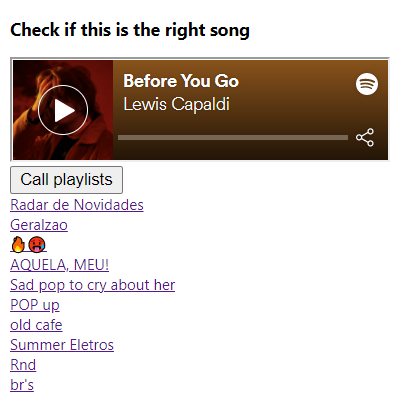 Check if this is the right song
Before You Go
Lewis Capaldi
Call playlists
Radar de Novidades
Geralzao
🔥🥵
AQUELA, MEU!
Sad pop to cry about her
POP up
old cafe
Summer Eletros
Rnd
br's